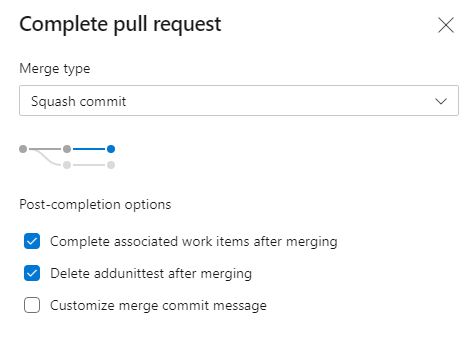 Complete pull request
Merge type
Squash commit
Post-completion options
Complete associated work items after merging
Delete addunittest after merging
Customize merge commit message